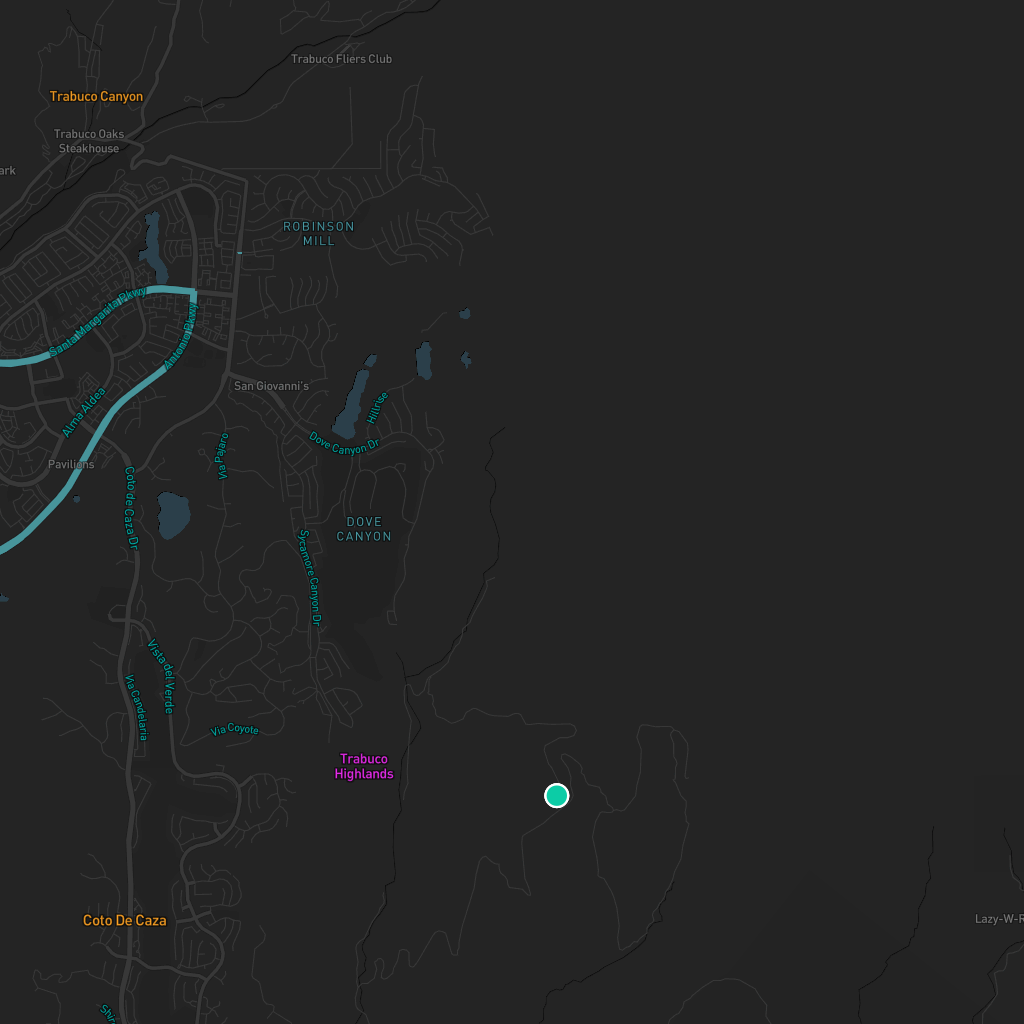 Trabuco Fliers Club
Trabuco Canyon
Trabuco Oaks
Steakhouse
ark
ROBINSON
MILL
Santa Margarita Pkwy
Antonio Pkwy
San Giovanni's
Alma Aldea
Hillrise
Dove Canyon Dr
Via Pajaro
Pavilions
Coto de Caza Dr
DOVE
CANYON
Sycamore Canyon Dr
Vista del Verde
Via Candelaria
Via Coyote
Trabuco
Highlands
Coto De Caza
Lazy-W-R
Shir